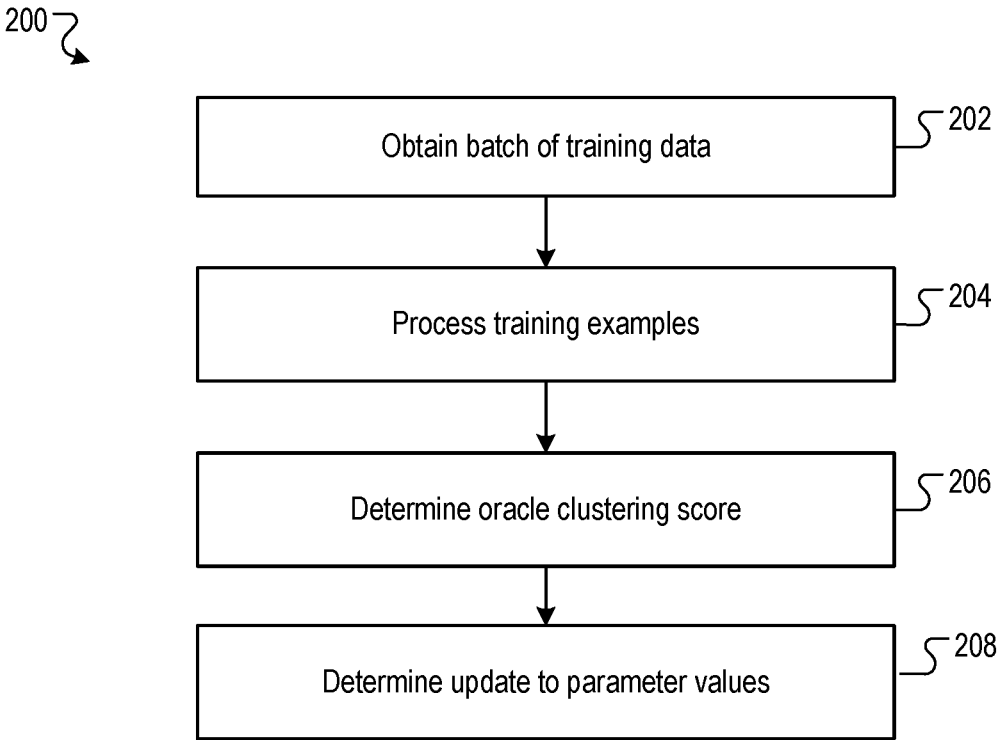 200
Obtain batch of training data
202
Process training examples
204
Determine oracle clustering score
206
Determine update to parameter values
208